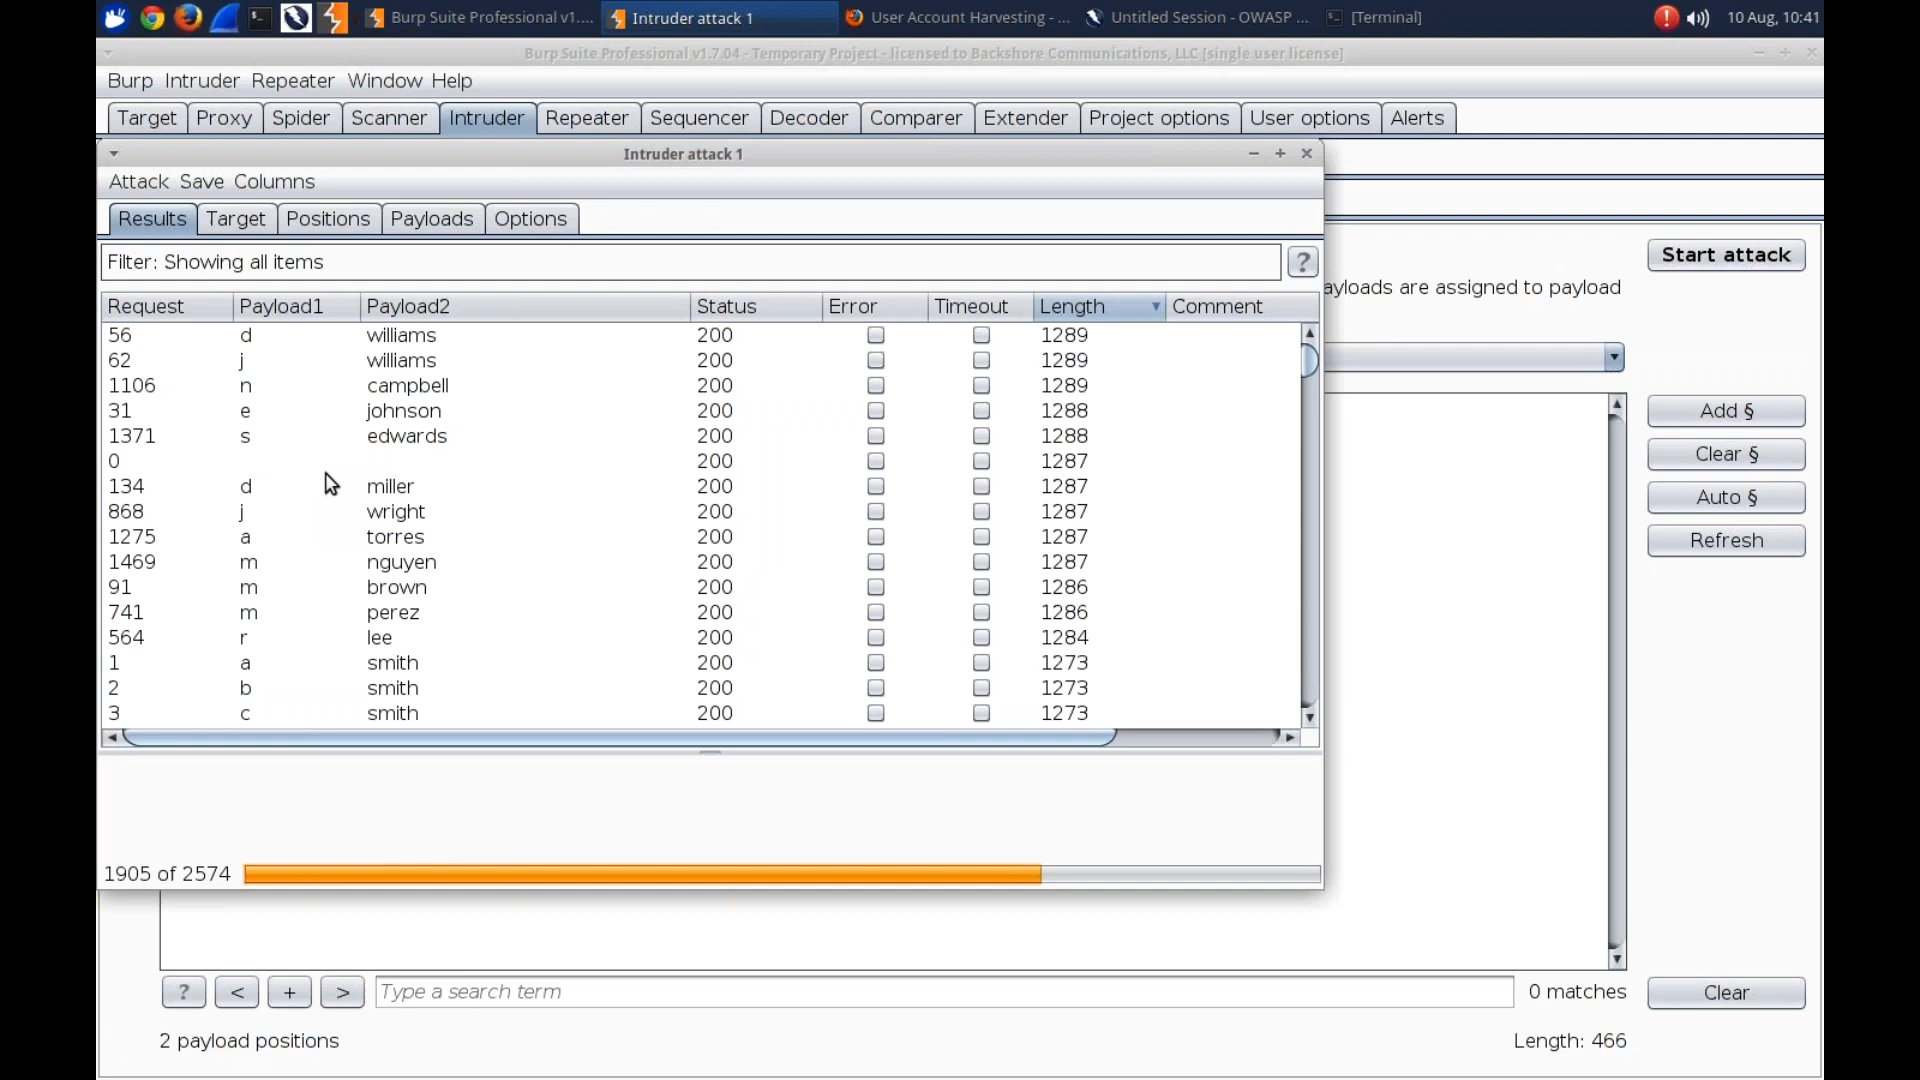 Burp Suite Professional v1....
Intruder attack 1
User Account Harvesting - ...
Untitled Session - OWASP ...
[Terminal]
10 Aug, 10:41
Burp Suite Professional v1.7.04 - Temporary Project - licensed to Backshore Communications, LLC [single user license]
Burp Intruder Repeater Window Help
Target Proxy Spider Scanner Intruder Repeater Sequencer Decoder Comparer Extender Project options User options Alerts
Intruder attack 1
Attack Save Columns
Results Target Positions Payloads Options
Filter: Showing all items ?
Start attack
ayloads are assigned to payload
Request Payload1 Payload2 Status Error Timeout Length Comment
56 d williams 200 1289
62 j williams 200 1289
1106 n campbell 200 1289
31 e johnson 200 1288
1371 s edwards 200 1288
0 200 1287
134 d miller 200 1287
868 j wright 200 1287
1275 a torres 200 1287
1469 m nguyen 200 1287
91 m brown 200 1286
741 m perez 200 1286
564 r lee 200 1284
1 a smith 200 1273
2 b smith 200 1273
3 c smith 200 1273
Add §
Clear §
Auto §
Refresh
1905 of 2574
? < + > Type a search term 0 matches Clear
2 payload positions Length: 466